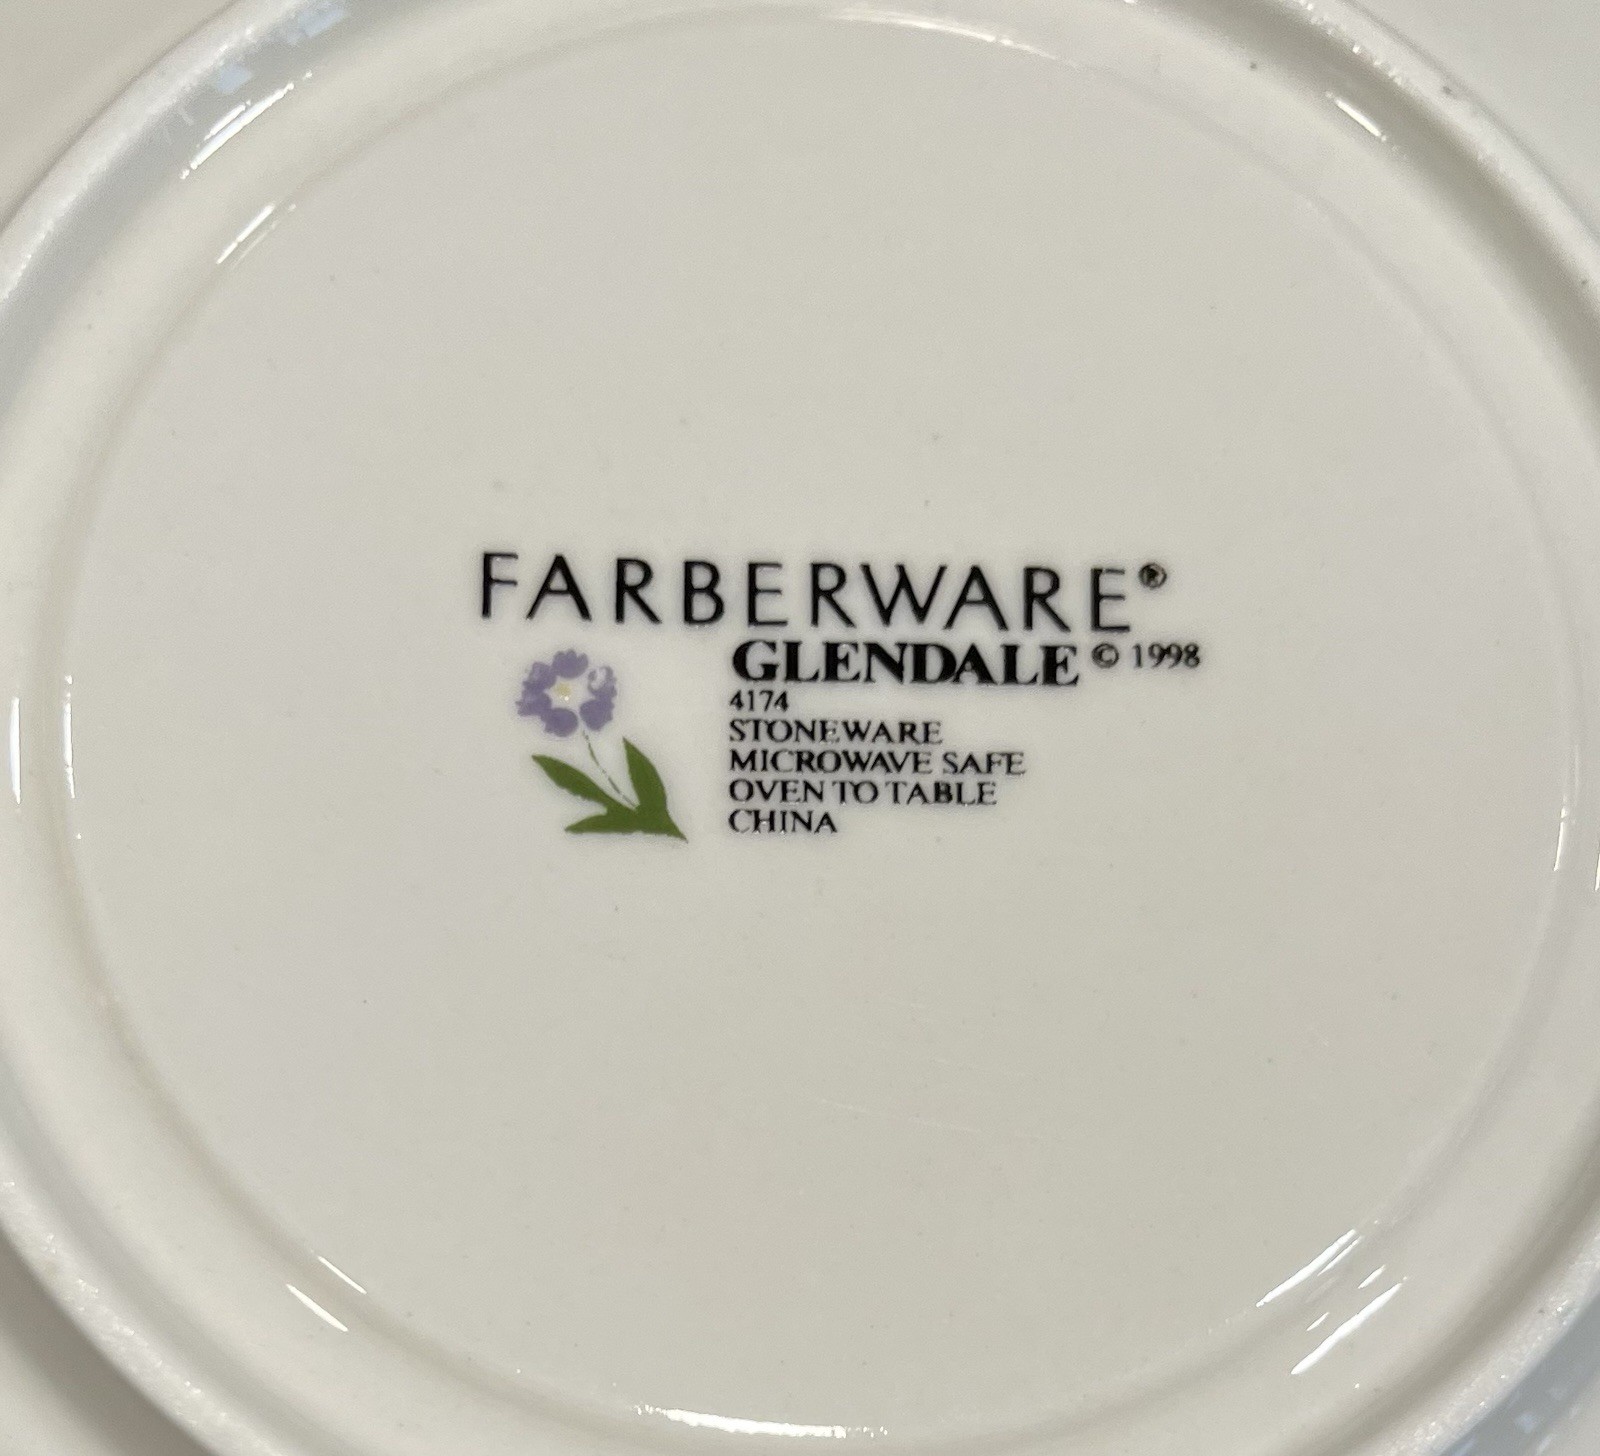 FARBERWARE®
GLENDALE © 1998
4174
STONEWARE
MICROWAVE SAFE
OVEN TO TABLE
CHINA